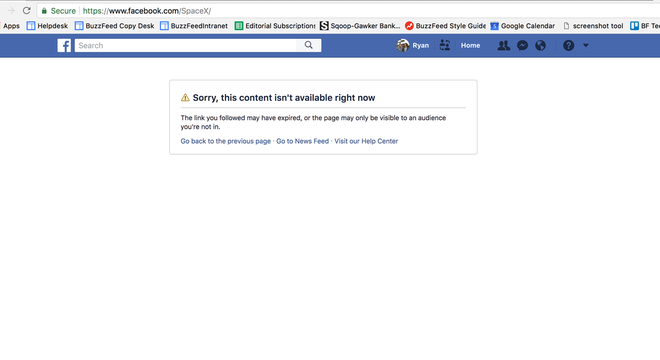 Secure https://www.facebook.com/SpaceX/
Apps Helpdesk BuzzFeed Copy Desk BuzzFeedIntranet Editorial Subscriptions Sqoop-Gawker Bank... BuzzFeed Style Guide Google Calendar screenshot tool BF Te
f Search Ryan Home ?
Sorry, this content isn't available right now
The link you followed may have expired, or the page may only be visible to an audience
you're not in.
Go back to the previous page · Go to News Feed · Visit our Help Center